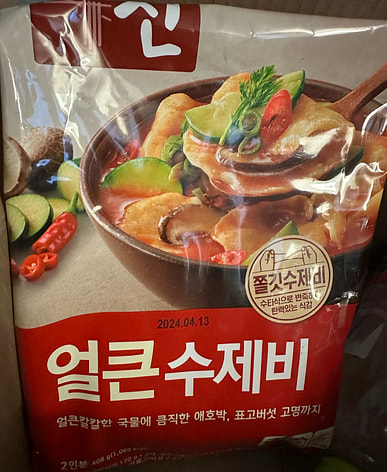 진
쫄깃수제비
수타식으로 반죽하여
탄력있는 식감
2024.04.13
얼큰수제비
얼큰칼칼한 국물에 큼직한 애호박, 표고버섯 고명까지
2인분